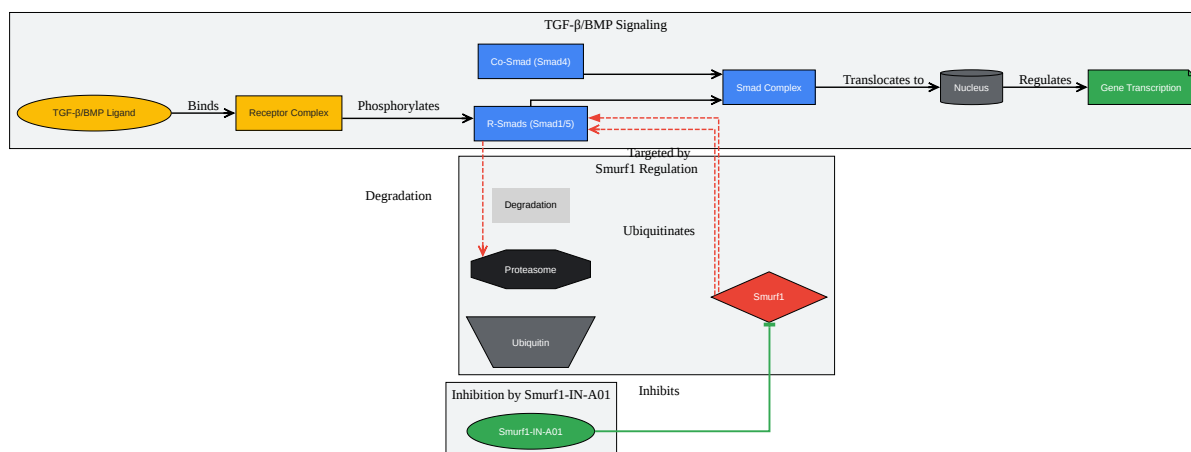 TGF-β/BMP Signaling
Co-Smad (Smad4)
Smad Complex
Translocates to
Nucleus
Regulates
Gene Transcription
TGF-β/BMP Ligand
Binds
Receptor Complex
Phosphorylates
R-Smads (Smad1/5)
Targeted by
Smurf1 Regulation
Degradation
Degradation
Ubiquitinates
Proteasome
Smurf1
Ubiquitin
Inhibition by Smurf1-IN-A01
Inhibits
Smurf1-IN-A01